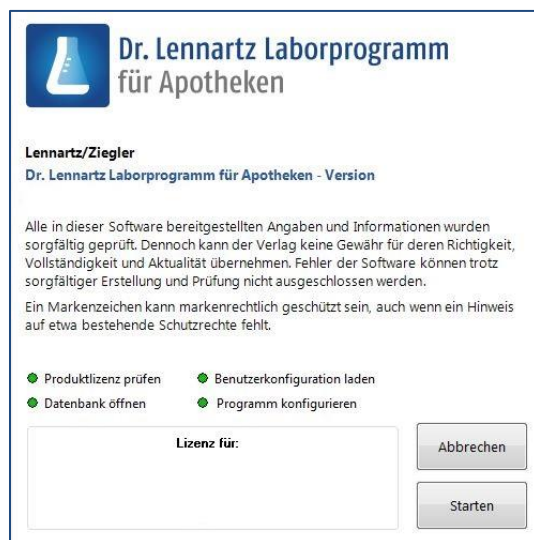 Dr. Lennartz Laborprogramm
für Apotheken
Lennartz/Ziegler
Dr. Lennartz Laborprogramm für Apotheken - Version
Alle in dieser Software bereitgestellten Angaben und Informationen wurden
sorgfältig geprüft. Dennoch kann der Verlag keine Gewähr für deren Richtigkeit,
Vollständigkeit und Aktualität übernehmen. Fehler der Software können trotz
sorgfältiger Erstellung und Prüfung nicht ausgeschlossen werden.
Ein Markenzeichen kann markenrechtlich geschützt sein, auch wenn ein Hinweis
auf etwa bestehende Schutzrechte fehlt.
Produktlizenz prüfen Benutzerkonfiguration laden
Datenbank öffnen Programm konfigurieren
Lizenz für:
Abbrechen
Starten